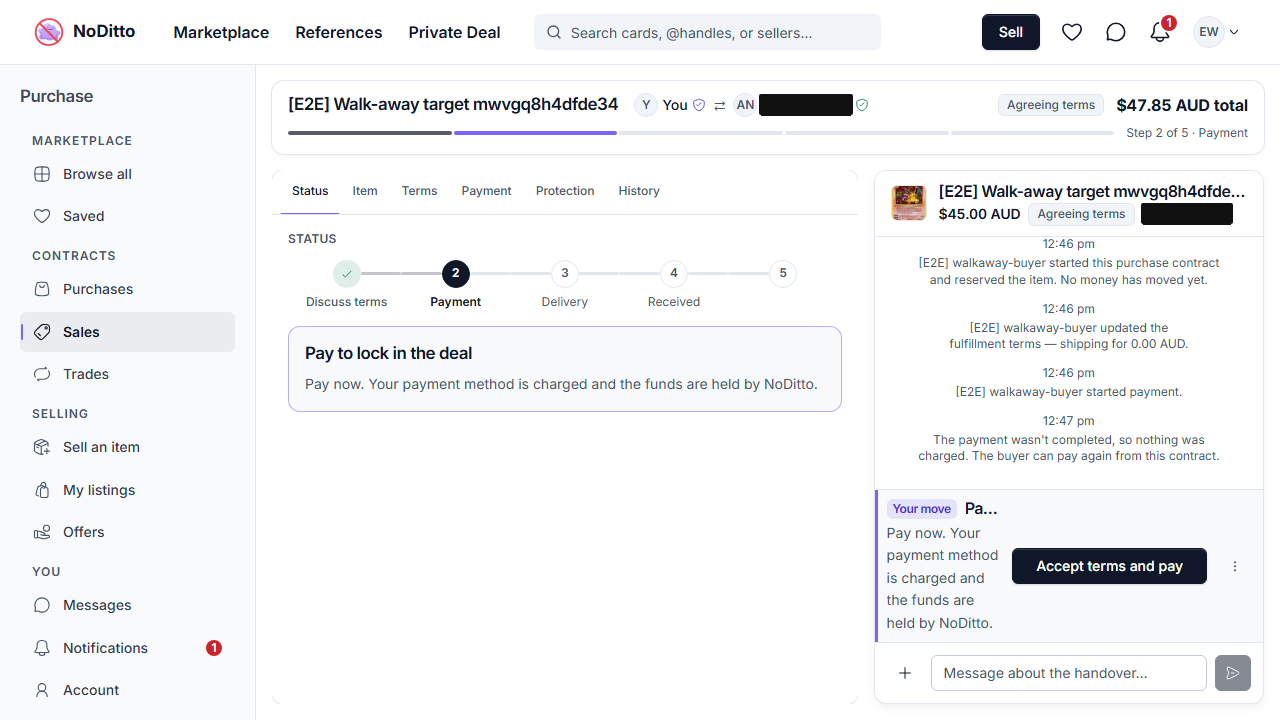 NoDitto
Marketplace
References
Private Deal
Search cards, @handles, or sellers...
Sell
1
EW
Purchase
MARKETPLACE
Browse all
Saved
CONTRACTS
Purchases
Sales
Trades
SELLING
Sell an item
My listings
Offers
YOU
Messages
Notifications
1
Account
[E2E] Walk-away target mwvgq8h4dfde34
Y
You
AN
Agreeing terms
$47.85 AUD total
Step 2 of 5 · Payment
Status
Item
Terms
Payment
Protection
History
STATUS
2
3
4
5
Discuss terms
Payment
Delivery
Received
Pay to lock in the deal
Pay now. Your payment method is charged and the funds are held by NoDitto.
[E2E] Walk-away target mwvgq8h4dfde...
$45.00 AUD
Agreeing terms
12:46 pm
[E2E] walkaway-buyer started this purchase contract
and reserved the item. No money has moved yet.
12:46 pm
[E2E] walkaway-buyer updated the
fulfillment terms — shipping for 0.00 AUD.
12:46 pm
[E2E] walkaway-buyer started payment.
12:47 pm
The payment wasn't completed, so nothing was
charged. The buyer can pay again from this contract.
Your move
Pa...
Pay now. Your
payment method
is charged and
the funds are
held by NoDitto.
Accept terms and pay
Message about the handover...